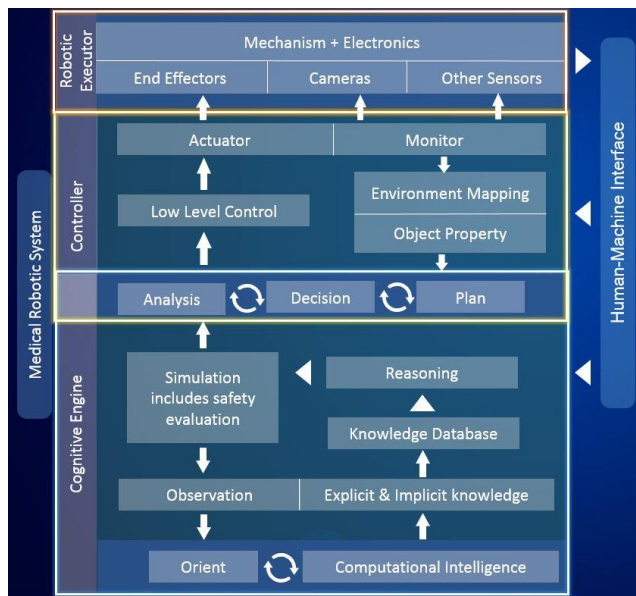 Robotic
Executor
Mechanism + Electronics
End Effectors
Cameras
Other Sensors
Medical Robotic System
Controller
Human-Machine Interface
Actuator
Monitor
Low Level Control
Environment Mapping
Object Property
Analysis
Decision
Plan
Cognitive Engine
Simulation
includes safety
evaluation
Reasoning
Knowledge Database
Observation
Explicit & Implicit knowledge
Orient
Computational Intelligence